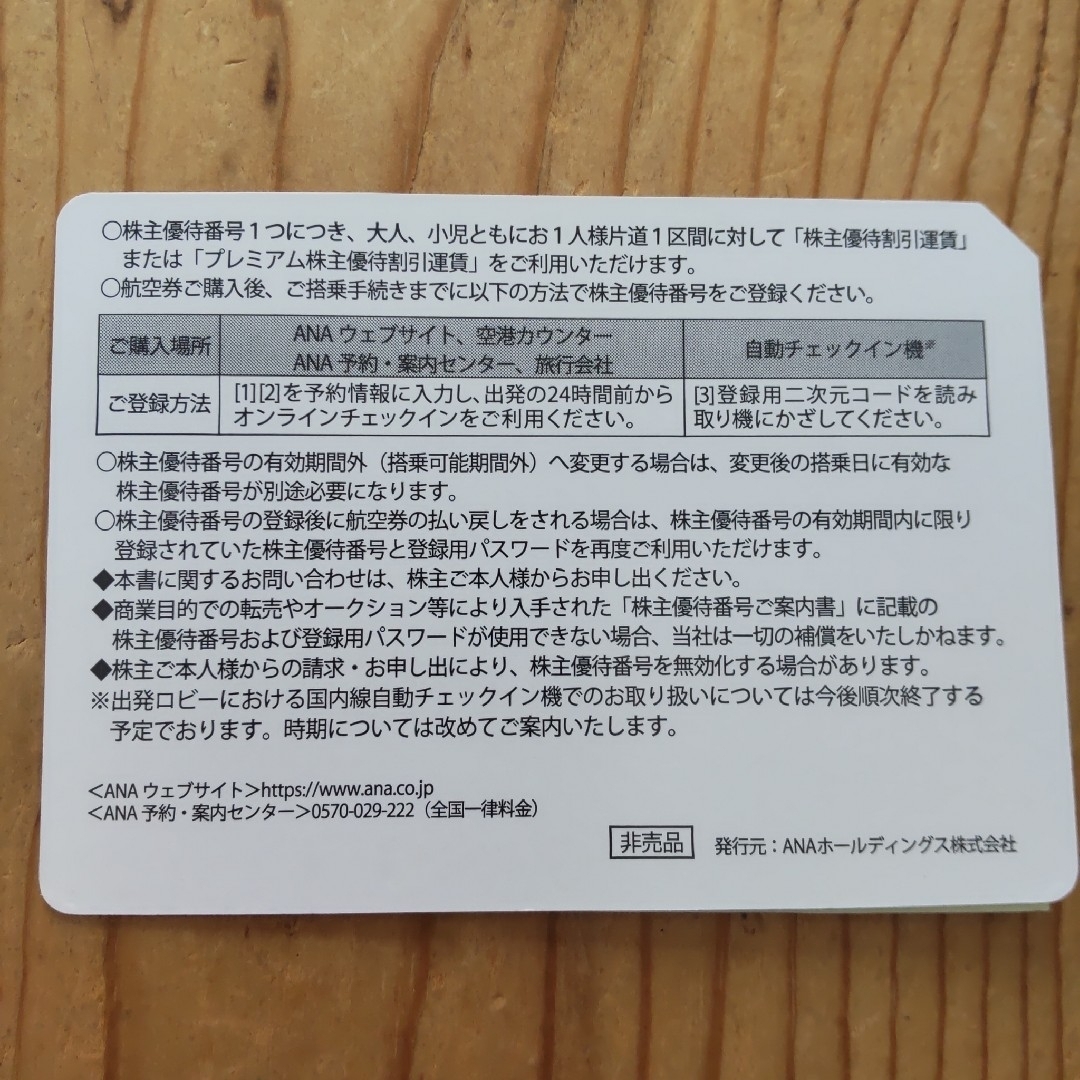 ○株主優待番号1つにつき、大人、小児ともにお1人様片道1区間に対して「株主優待割引運賃」
または「プレミアム株主優待割引運賃」をご利用いただけます。
○航空券ご購入後、ご搭乗手続きまでに以下の方法で株主優待番号をご登録ください。
ご購入場所
ANA ウェブサイト、空港カウンター
ANA 予約・案内センター、旅行会社
自動チェックイン機※
ご登録方法
[1][2]を予約情報に入力し、出発の24時間前から
オンラインチェックインをご利用ください。
[3]登録用二次元コードを読み
取り機にかざしてください。
○株主優待番号の有効期間外（搭乗可能期間外）へ変更する場合は、変更後の搭乗日に有効な
株主優待番号が別途必要になります。
○株主優待番号の登録後に航空券の払い戻しをされる場合は、株主優待番号の有効期間内に限り
登録されていた株主優待番号と登録用パスワードを再度ご利用いただけます。
◆本書に関するお問い合わせは、株主ご本人様からお申し出ください。
◆商業目的での転売やオークション等により入手された「株主優待番号ご案内書」に記載の
株主優待番号および登録用パスワードが使用できない場合、当社は一切の補償をいたしかねます。
◆株主ご本人様からの請求・お申し出により、株主優待番号を無効化する場合があります。
※出発ロビーにおける国内線自動チェックイン機でのお取り扱いについては今後順次終了する
予定でおります。時期については改めてご案内いたします。
<ANA ウェブサイト>https://www.ana.co.jp
<ANA 予約・案内センター>0570-029-222（全国一律料金）
非売品
発行元：ANAホールディングス株式会社